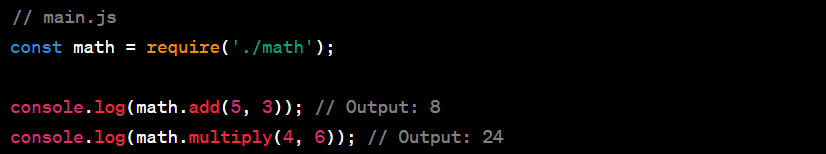 // main.js
const math = require('./math');
console.log(math.add(5, 3)); // Output: 8
console.log(math.multiply(4, 6)); // Output: 24